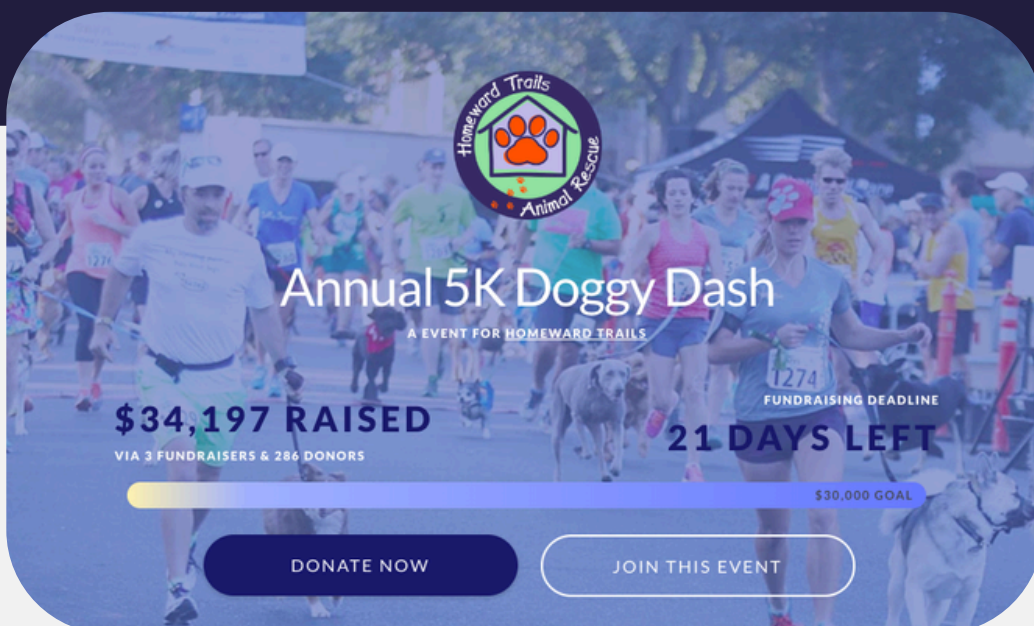 Homeward Trails
Animal Rescue
Annual 5K Doggy Dash
A EVENT FOR HOMEWARD TRAILS
$34,197 RAISED
VIA 3 FUNDRAISERS & 286 DONORS
1274
FUNDRAISING DEADLINE
21 DAYS LEFT
$30,000 GOAL
DONATE NOW
JOIN THIS EVENT